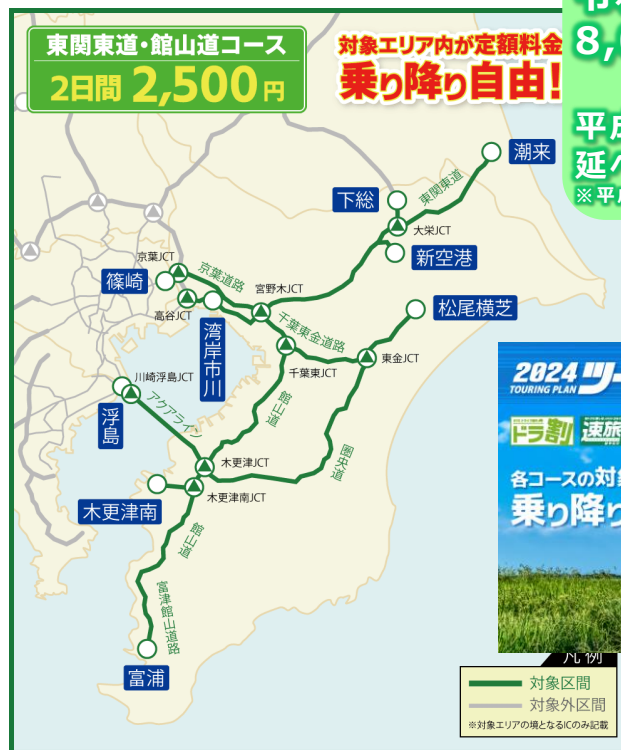 東関東道・館山道コース
2日間 2,500円
対象エリア内が定額料金
乗り降り自由!
8,
平成
延べ
※平成
潮来
下総
東関東道
大栄JCT
新空港
京葉JCT
篠崎
京葉道路
宮野木JCT
松尾横芝
高谷JCT
湾岸市川
千葉東金道路
東金JCT
千葉東JCT
川崎浮島JCT
浮島
アクアライン
館山道
圏央道
木更津JCT
木更津南JCT
木更津南
館山道
富津館山道路
富浦
2024 ツー
TOURING PLAN
ドラ割
速旅
各コースの対象
乗り降り
凡例
対象区間
対象外区間
※対象エリアの境となるICのみ記載